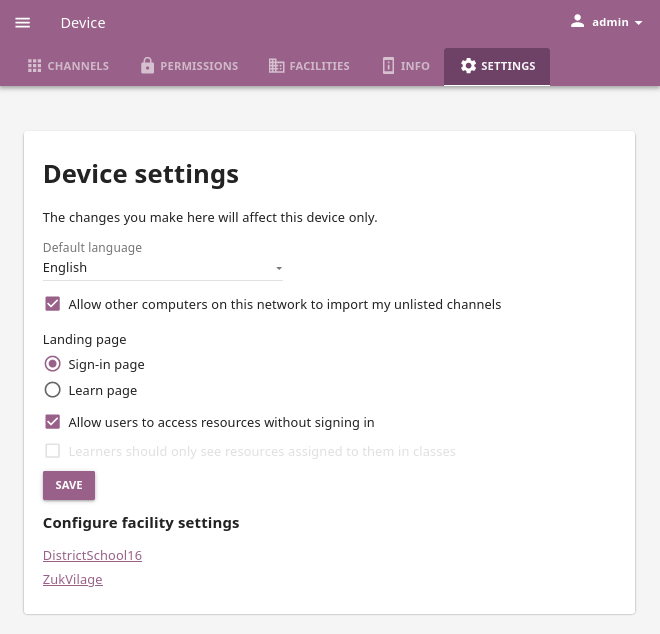 Device
admin
CHANNELS
PERMISSIONS
FACILITIES
INFO
SETTINGS
Device settings
The changes you make here will affect this device only.
Default language
English
Allow other computers on this network to import my unlisted channels
Landing page
Sign-in page
Learn page
Allow users to access resources without signing in
Learners should only see resources assigned to them in classes
SAVE
Configure facility settings
DistrictSchool16
ZukVilage